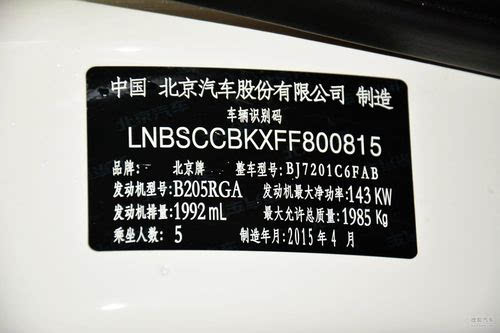 中国 北京汽车股份有限公司 制造
车辆识别码
LNBSCCBKXFF800815
品牌: 北京牌 整车型号: BJ7201C6FAB
发动机型号: B205RGA 发动机最大净功率: 143 KW
发动机排量: 1992 mL 最大允许总质量: 1985 Kg
乘坐人数: 5 制造年月: 2015 年 4 月